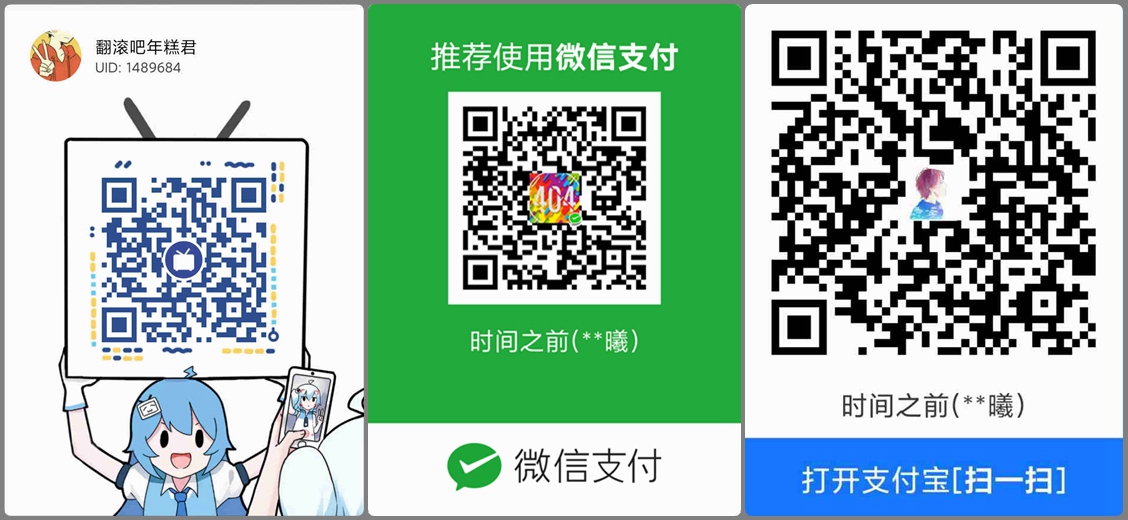 翻滚吧年糕君
UID: 1489684
推荐使用微信支付
404
时间之前(**曦)
微信支付
时间之前(**曦)
打开支付宝[扫一扫]